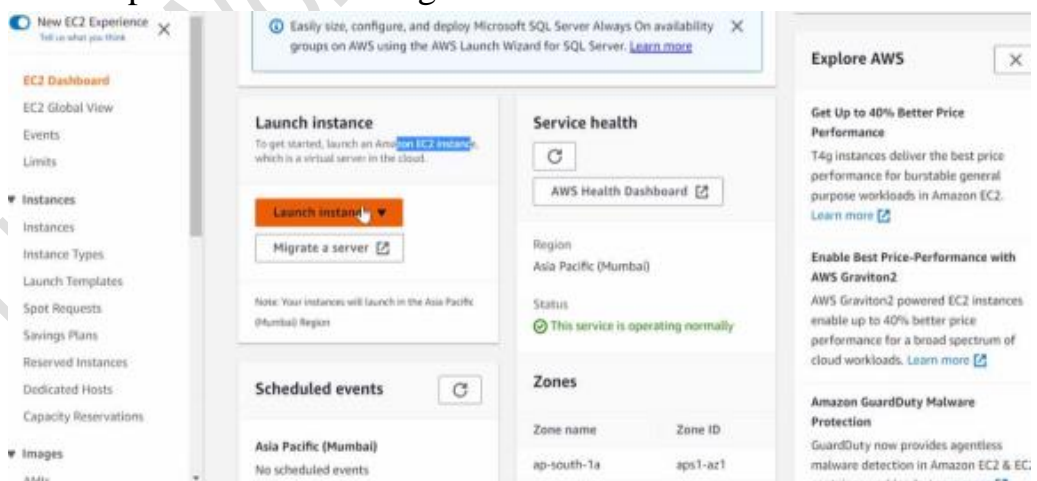 New EC2 Experience
Tell us what you think
EC2 Dashboard
EC2 Global View
Events
Limits
Instances
Instances
Instance Types
Launch Templates
Spot Requests
Savings Plans
Reserved Instances
Dedicated Hosts
Capacity Reservations
Images
AMIs
Easily size, configure, and deploy Microsoft SQL Server Always On availability
groups on AWS using the AWS Launch Wizard for SQL Server. Learn more
Launch instance
To get started, launch an Amazon EC2 instance,
which is a virtual server in the cloud.
Launch instance
Migrate a server
Note: Your instances will launch in the Asia Pacific
(Mumbai) Region
Scheduled events
Asia Pacific (Mumbai)
No scheduled events
Service health
AWS Health Dashboard
Region
Asia Pacific (Mumbai)
Status
This service is operating normally
Zones
Zone name Zone ID
ap-south-1a aps1-az1
Explore AWS
Get Up to 40% Better Price
Performance
T4g instances deliver the best price
performance for burstable general
purpose workloads in Amazon EC2.
Learn more
Enable Best Price-Performance with
AWS Graviton2
AWS Graviton2 powered EC2 instances
enable up to 40% better price
performance for a broad spectrum of
cloud workloads. Learn more
Amazon GuardDuty Malware
Protection
GuardDuty now provides agentless
malware detection in Amazon EC2 & EC